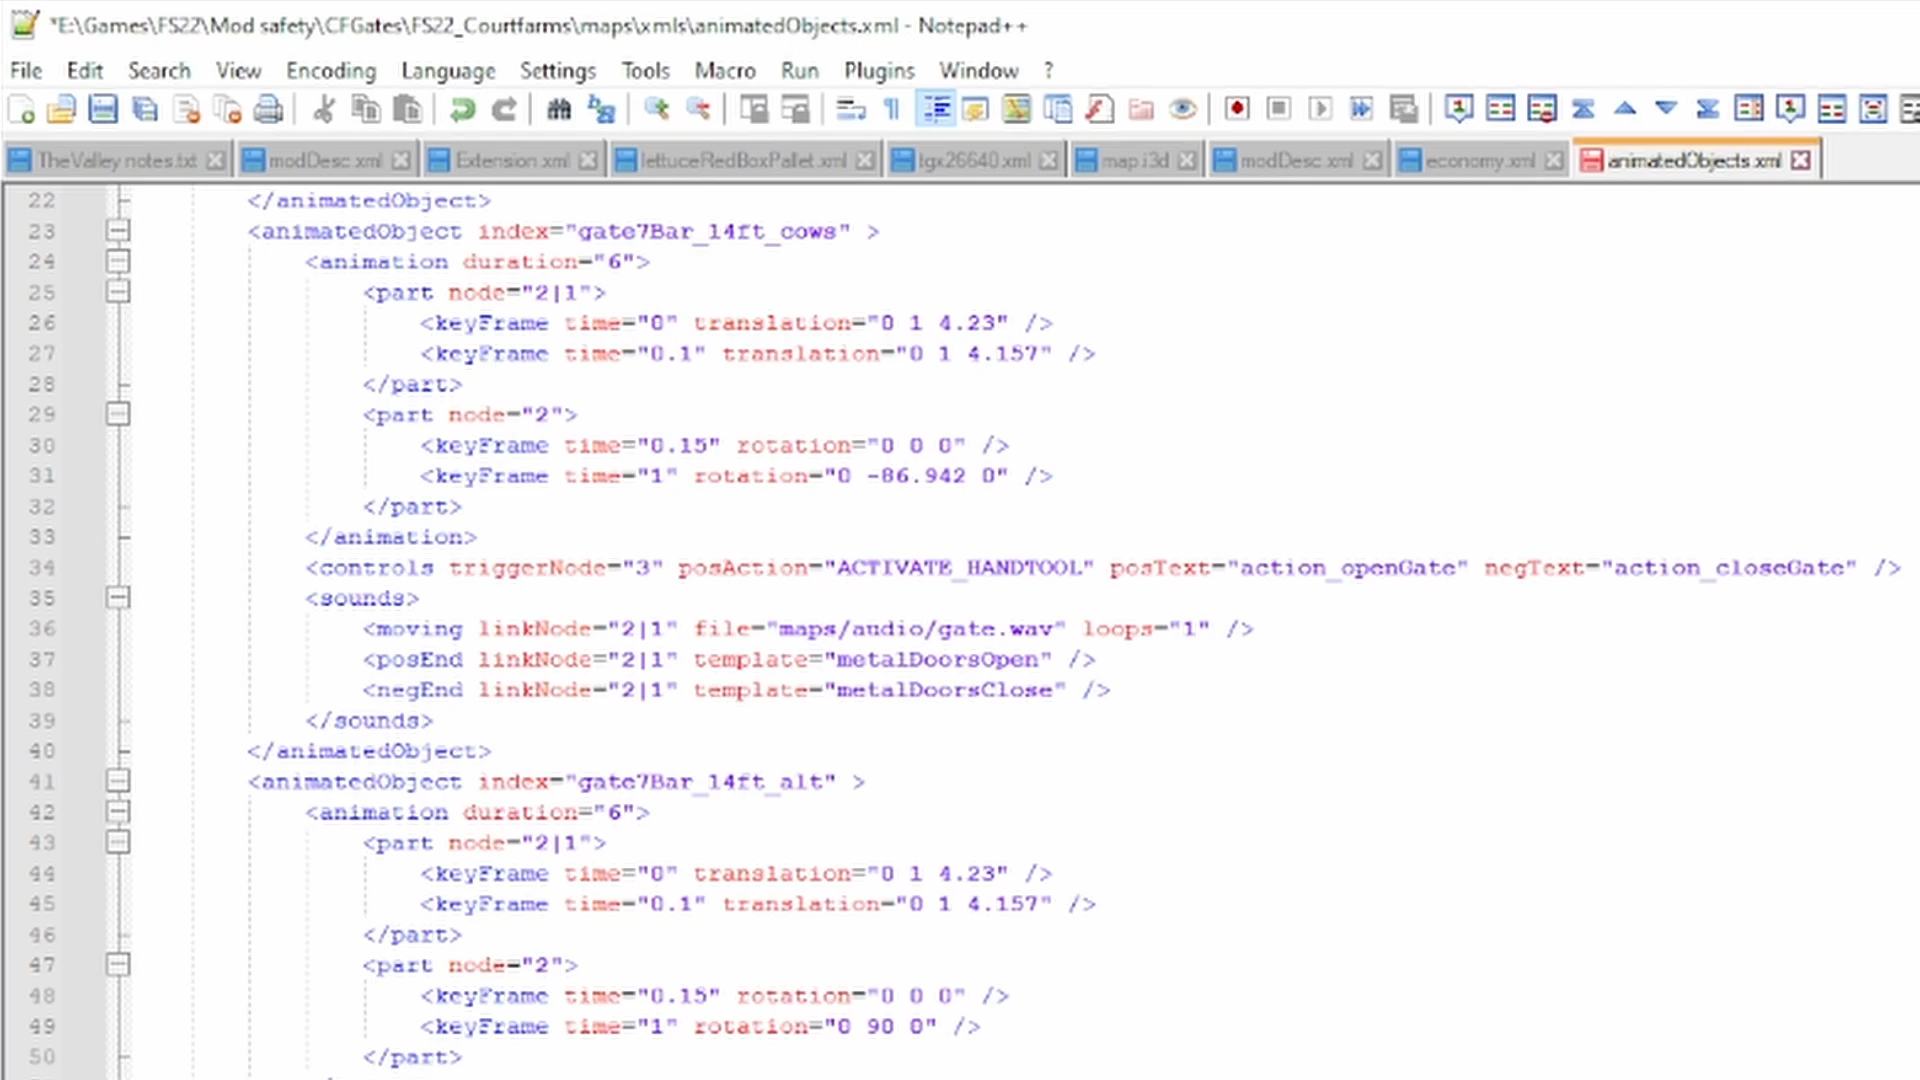 *E:\Games\FS22\Mod safety\CFGates\FS22_Courtfarms\maps\xmls\animatedObjects.xml - Notepad++
File Edit Search View Encoding Language Settings Tools Macro Run Plugins Window ?
TheValley notes.txt modDesc.xml Extension.xml lettuceRedBoxPallet.xml lgx26640.xml map.i3d modDesc.xml economy.xml animatedObjects.xml
22 </animatedObject>
23 <animatedObject index="gate7Bar_14ft_cows" >
24 <animation duration="6">
25 <part node="2|1">
26 <keyFrame time="0" translation="0 1 4.23" />
27 <keyFrame time="0.1" translation="0 1 4.157" />
28 </part>
29 <part node="2">
30 <keyFrame time="0.15" rotation="0 0 0" />
31 <keyFrame time="1" rotation="0 -86.942 0" />
32 </part>
33 </animation>
34 <controls triggerNode="3" posAction="ACTIVATE_HANDTOOL" posText="action_openGate" negText="action_closeGate" />
35 <sounds>
36 <moving linkNode="2|1" file="maps/audio/gate.wav" loops="1" />
37 <posEnd linkNode="2|1" template="metalDoorsOpen" />
38 <negEnd linkNode="2|1" template="metalDoorsClose" />
39 </sounds>
40 </animatedObject>
41 <animatedObject index="gate7Bar_14ft_alt" >
42 <animation duration="6">
43 <part node="2|1">
44 <keyFrame time="0" translation="0 1 4.23" />
45 <keyFrame time="0.1" translation="0 1 4.157" />
46 </part>
47 <part node="2">
48 <keyFrame time="0.15" rotation="0 0 0" />
49 <keyFrame time="1" rotation="0 90 0" />
50 </part>